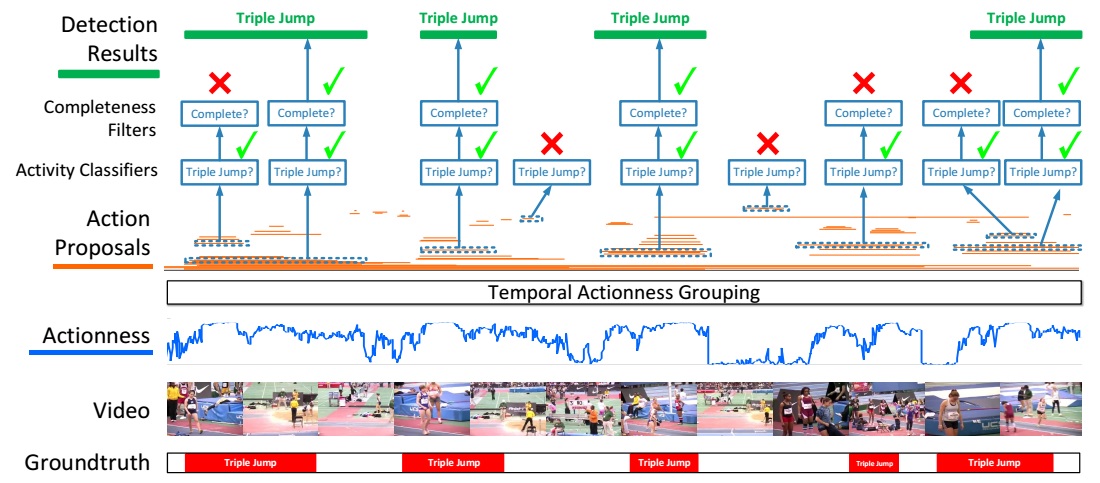 Triple Jump Triple Jump Triple Jump Triple Jump
Detection
Results
Completeness
Filters
Complete? Complete? Complete? Complete? Complete? Complete? Complete?
Activity Classifiers
Triple Jump? Triple Jump? Triple Jump? Triple Jump? Triple Jump? Triple Jump? Triple Jump? Triple Jump? Triple Jump?
Action
Proposals
Temporal Actionness Grouping
Actionness
Video
Groundtruth
Triple Jump Triple Jump Triple Jump Triple Jump Triple Jump